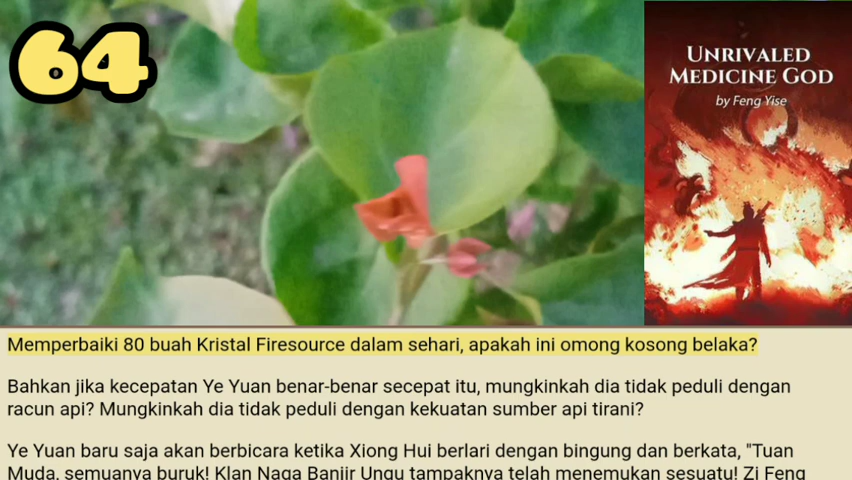 64
UNRIVALED
MEDICINE GOD
by Feng Yise
Memperbaiki 80 buah Kristal Firesource dalam sehari, apakah ini omong kosong belaka?
Bahkan jika kecepatan Ye Yuan benar-benar secepat itu, mungkinkah dia tidak peduli dengan
racun api? Mungkinkah dia tidak peduli dengan kekuatan sumber api tirani?
Ye Yuan baru saja akan berbicara ketika Xiong Hui berlari dengan bingung dan berkata, "Tuan
Muda, semuanya buruk! Klan Naga Banjir Ungu tampaknya telah menemukan sesuatu! Zi Feng